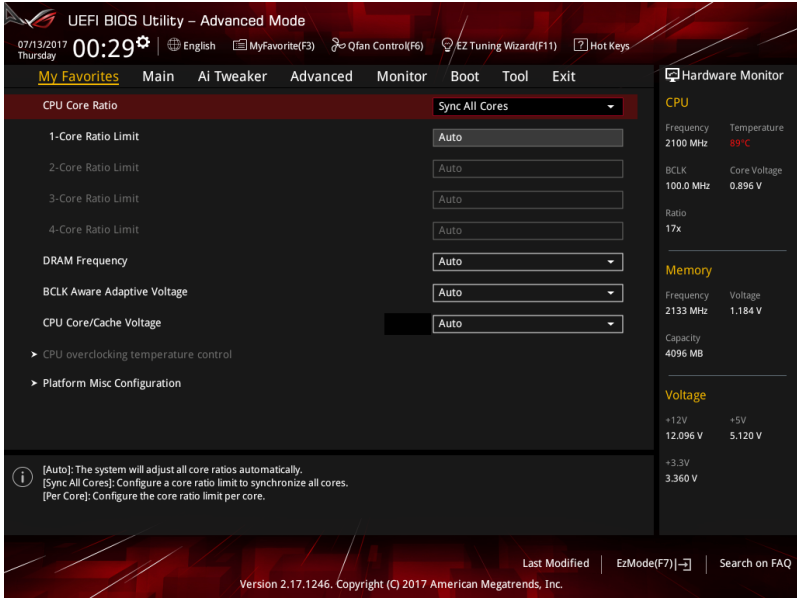 UEFI BIOS Utility – Advanced Mode
07/13/2017
Thursday
00:29
English
MyFavorite(F3)
Qfan Control(F6)
EZ Tuning Wizard(F11)
? Hot Keys
My Favorites Main Ai Tweaker Advanced Monitor Boot Tool Exit
CPU Core Ratio Sync All Cores
1-Core Ratio Limit Auto
2-Core Ratio Limit Auto
3-Core Ratio Limit Auto
4-Core Ratio Limit Auto
DRAM Frequency Auto
BCLK Aware Adaptive Voltage Auto
CPU Core/Cache Voltage Auto
CPU overclocking temperature control
Platform Misc Configuration
[Auto]: The system will adjust all core ratios automatically.
[Sync All Cores]: Configure a core ratio limit to synchronize all cores.
[Per Core]: Configure the core ratio limit per core.
Hardware Monitor
CPU
Frequency Temperature
2100 MHz 89°C
BCLK Core Voltage
100.0 MHz 0.896 V
Ratio
17x
Memory
Frequency Voltage
2133 MHz 1.184 V
Capacity
4096 MB
Voltage
+12V +5V
12.096 V 5.120 V
+3.3V
3.360 V
Last Modified EzMode(F7) Search on FAQ
Version 2.17.1246. Copyright (C) 2017 American Megatrends, Inc.